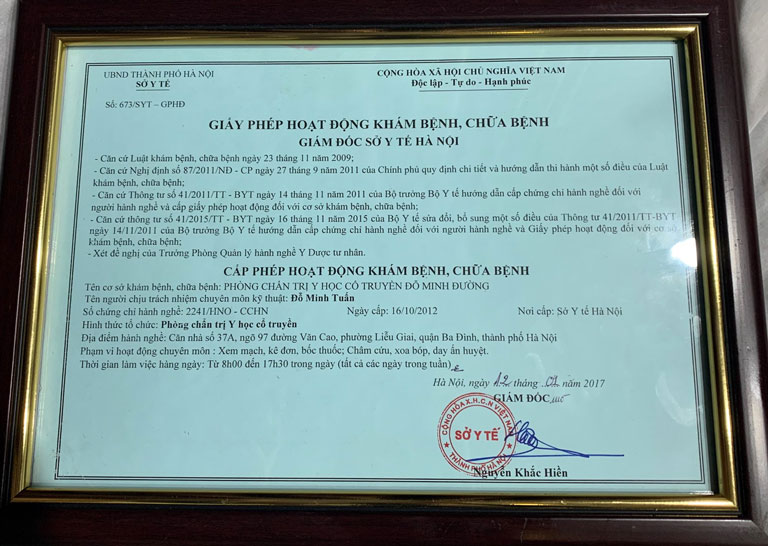 UBND THÀNH PHỐ HÀ NỘI
SỞ Y TẾ
CỘNG HÒA XÃ HỘI CHỦ NGHĨA VIỆT NAM
Độc lập - Tự do - Hạnh phúc
Số: 673/SYT – GPHĐ
GIẤY PHÉP HOẠT ĐỘNG KHÁM BỆNH, CHỮA BỆNH
GIÁM ĐỐC SỞ Y TẾ HÀ NỘI
- Căn cứ Luật khám bệnh, chữa bệnh ngày 23 tháng 11 năm 2009;
- Căn cứ Nghị định số 87/2011/NĐ - CP ngày 27 tháng 9 năm 2011 của Chính phủ quy định chi tiết và hướng dẫn thi hành một số điều của Luật
khám bệnh, chữa bệnh;
- Căn cứ Thông tư số 41/2011/TT - BYT ngày 14 tháng 11 năm 2011 của Bộ trưởng Bộ Y tế hướng dẫn cấp chứng chỉ hành nghề đối với
người hành nghề và cấp giấy phép hoạt động đối với cơ sở khám bệnh, chữa bệnh;
- Căn cứ thông tư số 41/2015/TT - BYT ngày 16 tháng 11 năm 2015 của Bộ Y tế sửa đổi, bổ sung một số điều của Thông tư 41/2011/TT-BYT
ngày 14/11/2011 của Bộ trưởng Bộ Y tế hướng dẫn cấp chứng chỉ hành nghề đối với người hành nghề và Giấy phép hoạt động đối với cơ sở
khám bệnh, chữa bệnh;
- Xét đề nghị của Trưởng Phòng Quản lý hành nghề Y Dược tư nhân.
CẤP PHÉP HOẠT ĐỘNG KHÁM BỆNH, CHỮA BỆNH
Tên cơ sở khám bệnh, chữa bệnh: PHÒNG CHẨN TRỊ Y HỌC CỔ TRUYỀN ĐỖ MINH ĐƯỜNG
Tên người chịu trách nhiệm chuyên môn kỹ thuật: Đỗ Minh Tuấn
Số chứng chỉ hành nghề: 2241/HNO - CCHN Ngày cấp: 16/10/2012 Nơi cấp: Sở Y tế Hà Nội
Hình thức tổ chức: Phòng chẩn trị Y học cổ truyền
Địa điểm hành nghề: Căn nhà số 37A, ngõ 97 đường Văn Cao, phường Liễu Giai, quận Ba Đình, thành phố Hà Nội
Phạm vi hoạt động chuyên môn : Xem mạch, kê đơn, bốc thuốc; Châm cứu, xoa bóp, day ấn huyệt.
Thời gian làm việc hàng ngày: Từ 8h00 đến 17h30 trong ngày (tất cả các ngày trong tuần)
Hà Nội, ngày 12 tháng 01 năm 2017
GIÁM ĐỐC
CỘNG HÒA X.H.C.N VIỆT NAM
SỞ Y TẾ
THÀNH PHỐ HÀ NỘI
Nguyễn Khắc Hiền